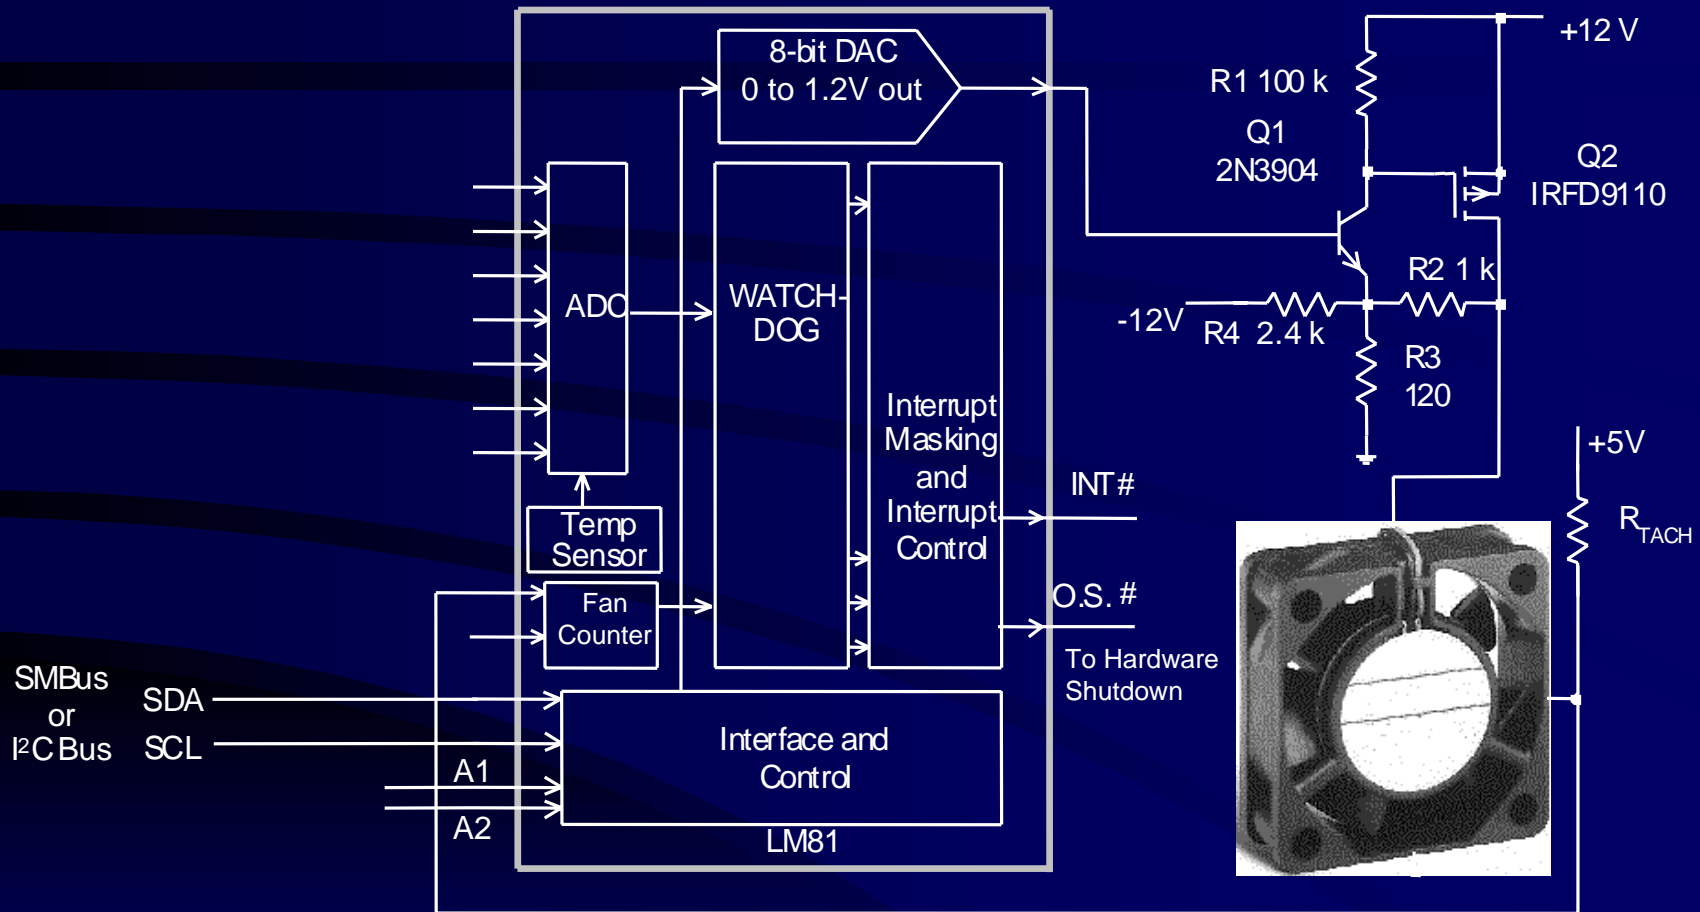 8-bit DAC
0 to 1.2V out
+12 V
R1 100 k
Q1
2N3904
Q2
IRFD9110
ADC
WATCH-
DOG
R2 1 k
-12V
R4 2.4 k
R3
120
Interrupt
Masking
and
Interrupt
Control
+5V
INT#
R TACH
Temp
Sensor
Fan
Counter
O.S. #
To Hardware
Shutdown
SMBus
or
I²C Bus
SDA
SCL
Interface and
Control
A1
A2
LM81